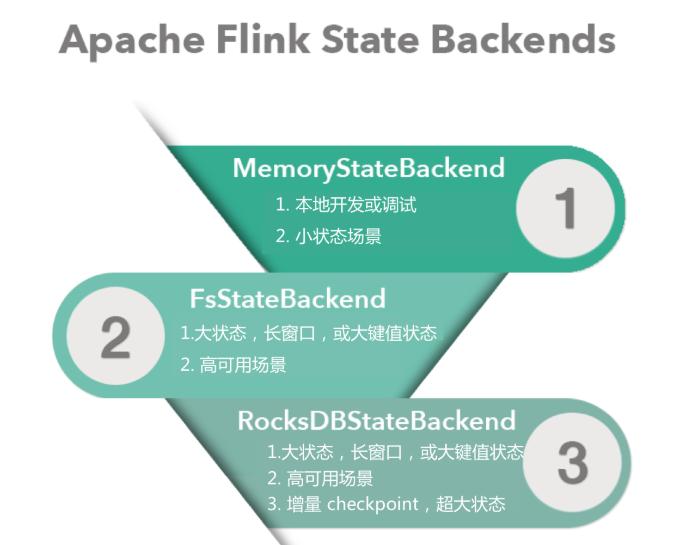 Apache Flink State Backends
MemoryStateBackend
1. 本地开发或调试
2. 小状态场景
1
FsStateBackend
1.大状态，长窗口，或大键值状态
2. 高可用场景
2
RocksDBStateBackend
1.大状态，长窗口，或大键值状态
2. 高可用场景
3. 增量 checkpoint，超大状态
3